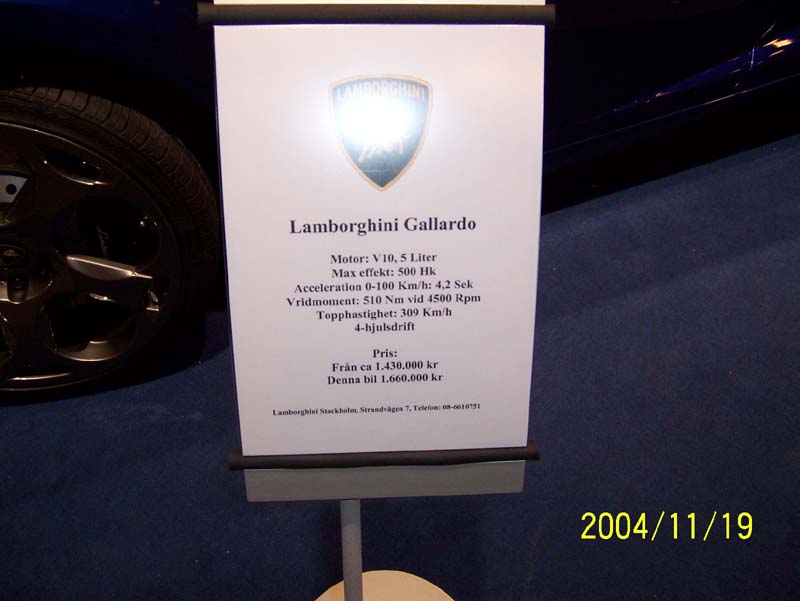 LAMBORGHINI
Lamborghini Gallardo
Motor: V10, 5 Liter
Max effekt: 500 Hk
Acceleration 0-100 Km/h: 4,2 Sek
Vridmoment: 510 Nm vid 4500 Rpm
Topphastighet: 309 Km/h
4-hjulsdrift
Pris:
Från ca 1.430.000 kr
Denna bil 1.660.000 kr
Lamborghini Stockholm, Strandvägen 7, Telefon: 08-6610751
2004/11/19